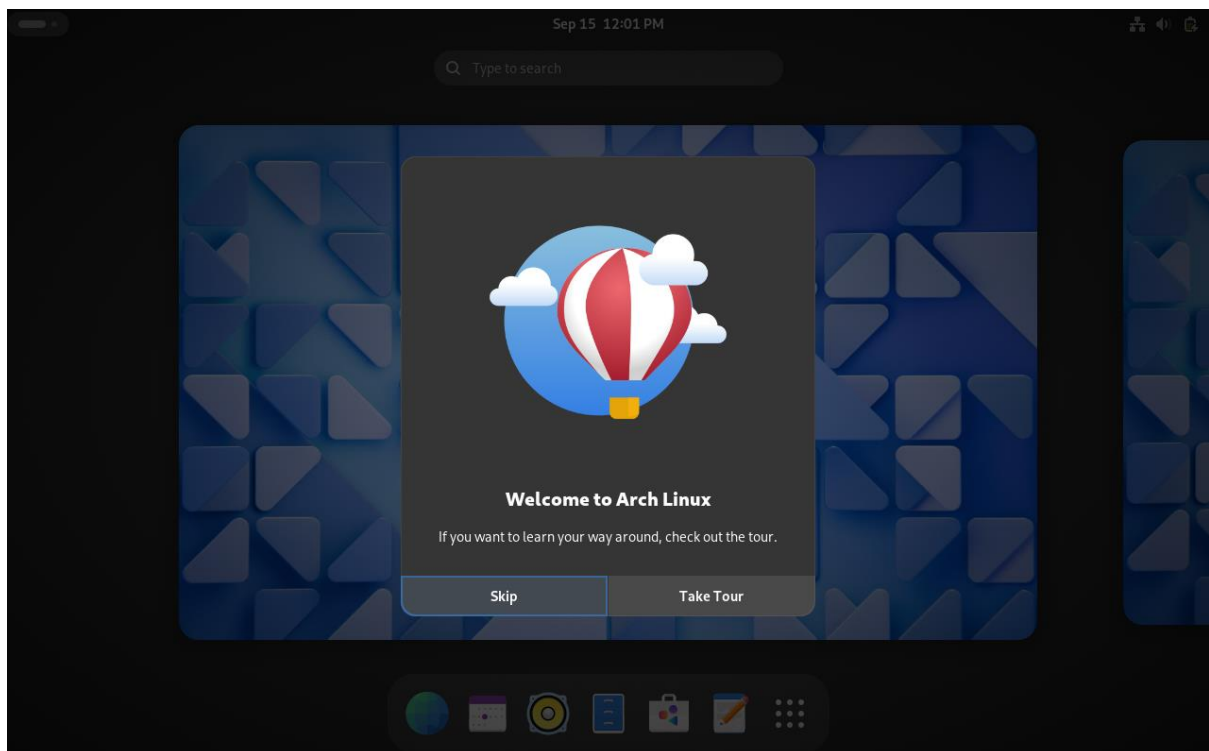 Sep 15 12:01 PM
Type to search
Welcome to Arch Linux
If you want to learn your way around, check out the tour.
Skip
Take Tour